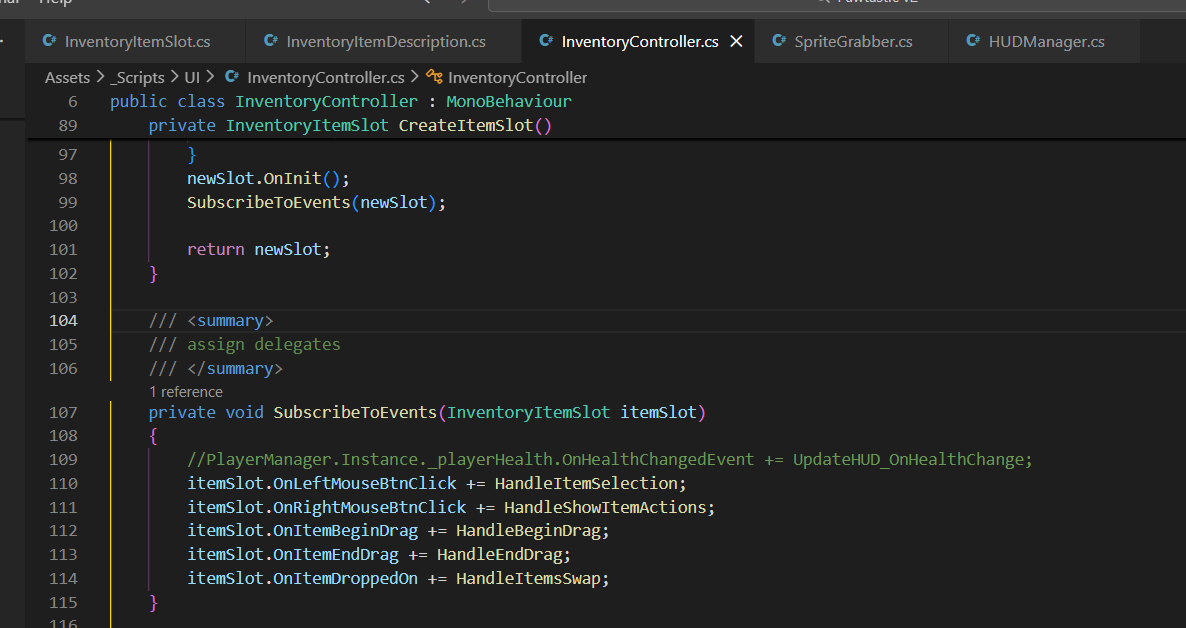 Help
InventoryItemSlot.cs
InventoryItemDescription.cs
InventoryController.cs
SpriteGrabber.cs
HUDManager.cs
Assets > _Scripts > UI > InventoryController.cs > InventoryController
6 public class InventoryController : MonoBehaviour
89 private InventoryItemSlot CreateItemSlot()
97 }
98 newSlot.OnInit();
99 SubscribeToEvents(newSlot);
100
101 return newSlot;
102 }
103
104 /// <summary>
105 /// assign delegates
106 /// </summary>
1 reference
107 private void SubscribeToEvents(InventoryItemSlot itemSlot)
108 {
109 //PlayerManager.Instance._playerHealth.OnHealthChangedEvent += UpdateHUD_OnHealthChange;
110 itemSlot.OnLeftMouseBtnClick += HandleItemSelection;
111 itemSlot.OnRightMouseBtnClick += HandleShowItemActions;
112 itemSlot.OnItemBeginDrag += HandleBeginDrag;
113 itemSlot.OnItemEndDrag += HandleEndDrag;
114 itemSlot.OnItemDroppedOn += HandleItemsSwap;
115 }
116